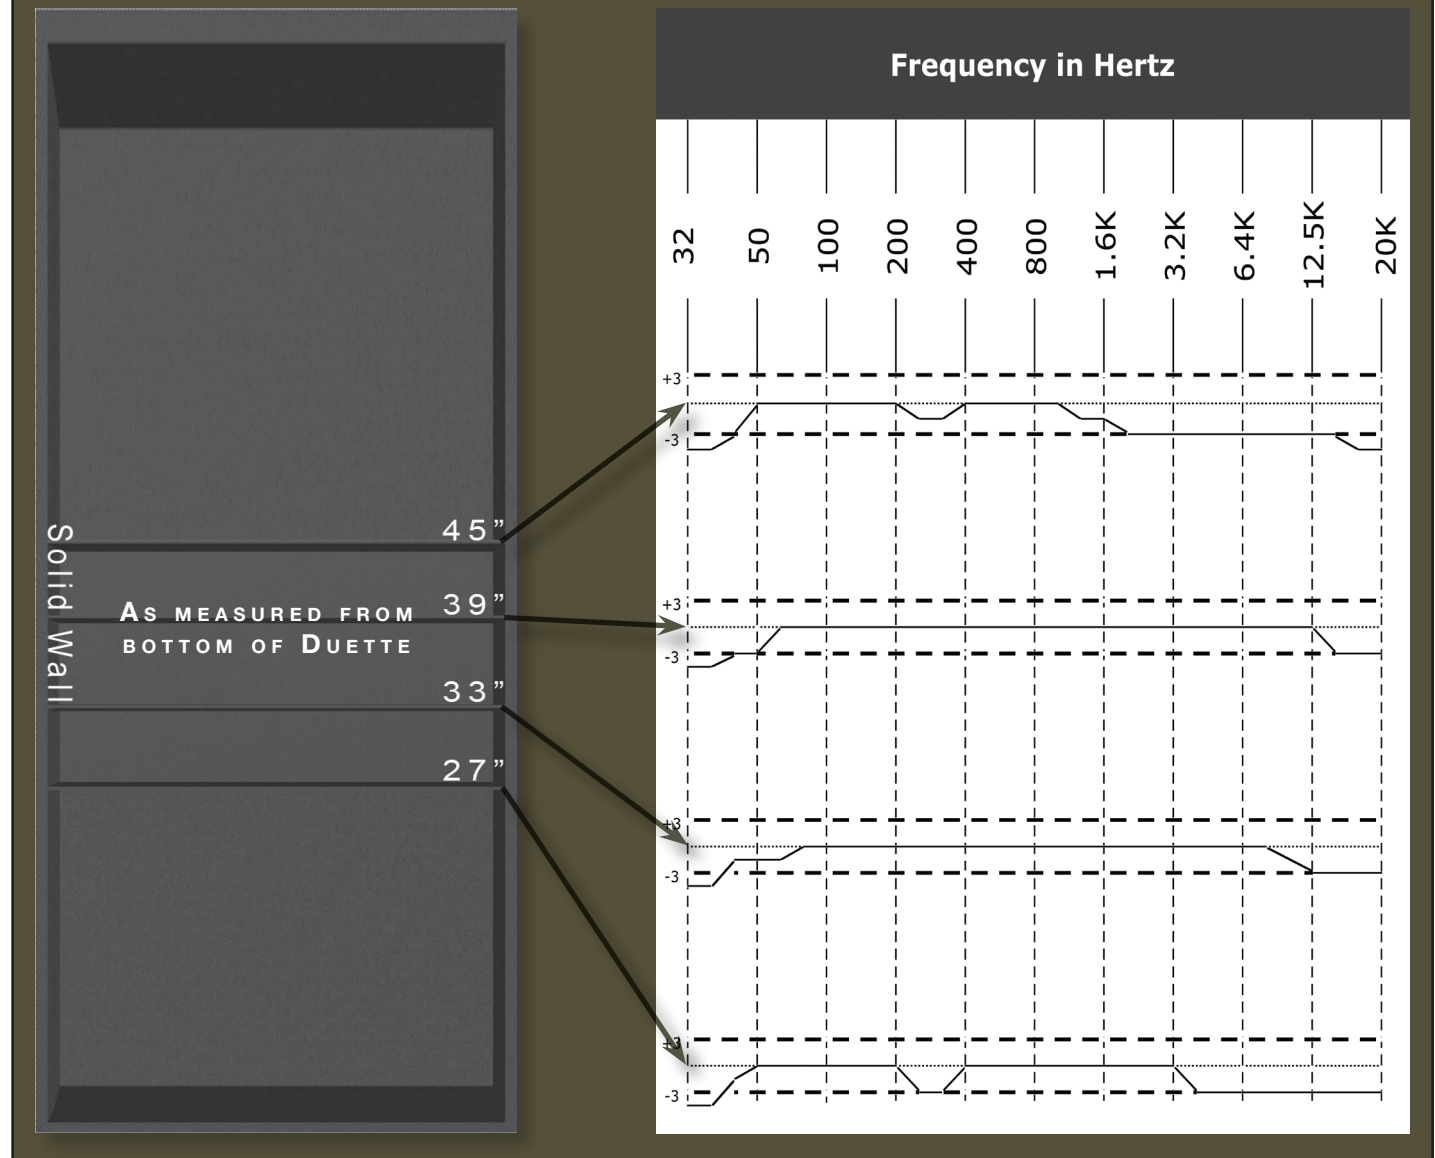 Frequency in Hertz
32
50
100
200
400
800
1.6K
3.2K
6.4K
12.5K
20K
Solid Wall
AS MEASURED FROM
BOTTOM OF DUETTE
45”
39”
33”
27”
+3
-3
+3
-3
+3
-3
+3
-3